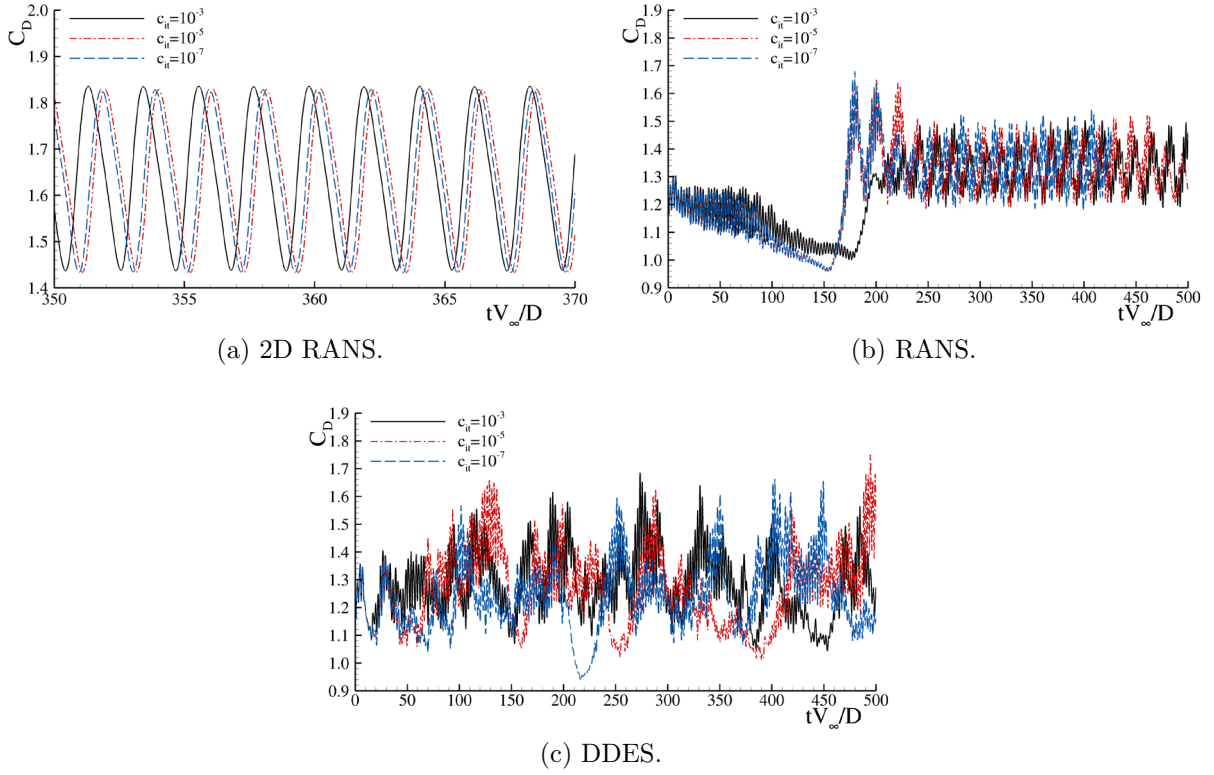 2.0
1.9
1.8
1.6
1.5
1.4
C_D
c_it=10^-3
c_it=10^-5
c_it=10^-7
350 355 360 365 370
tV_∞/D
(a) 2D RANS.
1.9
1.8
1.7
1.6
1.5
1.3
1.2
1.1
1.0
0.9
C_D
c_it=10^-3
c_it=10^-5
c_it=10^-7
0 50 100 150 200 250 300 350 400 450 500
tV_∞/D
(b) RANS.
1.9
1.8
1.7
1.6
1.4
1.3
1.2
1.1
1.0
0.9
C_D
c_it=10^-3
c_it=10^-5
c_it=10^-7
0 50 100 150 200 250 300 350 400 450 500
tV_∞/D
(c) DDES.